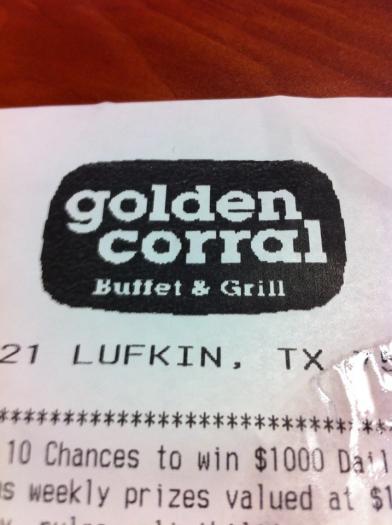 golden
corral
Buffet & Grill
21 LUFKIN, TX
******************************
10 Chances to win $1000 Dail
s weekly prizes valued at $1